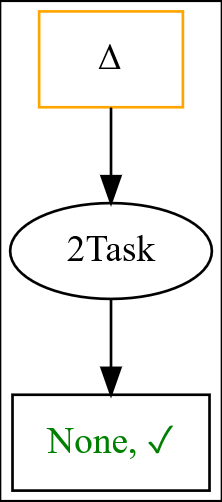 Δ
2Task
None, ✓